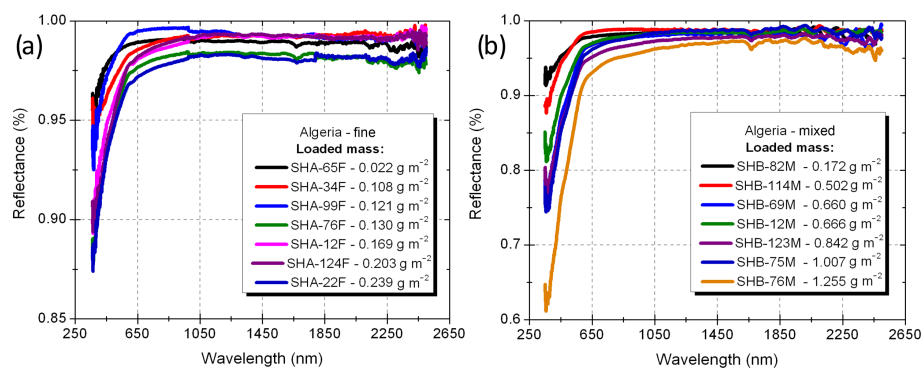 (a)
1.00
0.95
0.90
0.85
Reflectance (%)
250 650 1050 1450 1850 2250 2650
Wavelength (nm)
Algeria - fine
Loaded mass:
SHA-65F - 0.022 g m⁻²
SHA-34F - 0.108 g m⁻²
SHA-99F - 0.121 g m⁻²
SHA-76F - 0.130 g m⁻²
SHA-12F - 0.169 g m⁻²
SHA-124F - 0.203 g m⁻²
SHA-22F - 0.239 g m⁻²
(b)
1.0
0.9
0.8
0.7
0.6
Reflectance (%)
250 650 1050 1450 1850 2250 2650
Wavelength (nm)
Algeria - mixed
Loaded mass:
SHB-82M - 0.172 g m⁻²
SHB-114M - 0.502 g m⁻²
SHB-69M - 0.660 g m⁻²
SHB-12M - 0.666 g m⁻²
SHB-123M - 0.842 g m⁻²
SHB-75M - 1.007 g m⁻²
SHB-76M - 1.255 g m⁻²